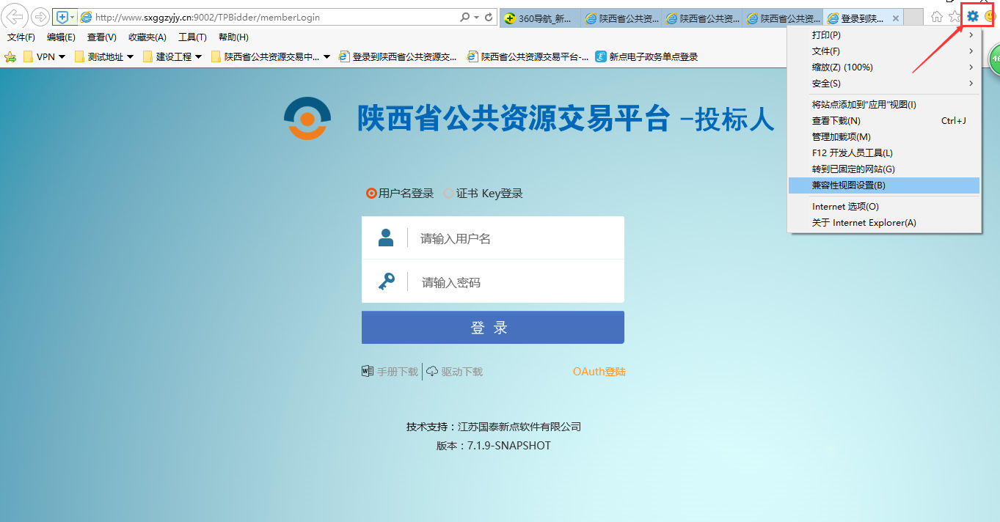 http://www.sxggzyjy.cn:9002/TPBidder/memberLogin
360导航_新...
陕西省公共资...
陕西省公共资...
陕西省公共资...
登录到陕...
文件(F) 编辑(E) 查看(V) 收藏夹(A) 工具(T) 帮助(H)
VPN 测试地址 建设工程 陕西省公共资源交易中... 登录到陕西省公共资源交... 陕西省公共资源交易平台-... 新点电子政务单点登录
打印(P)
文件(F)
缩放(Z) (100%)
安全(S)
将站点添加到“应用”视图(I)
查看下载(N) Ctrl+J
管理加载项(M)
F12 开发人员工具(L)
转到已固定的网站(G)
兼容性视图设置(B)
Internet 选项(O)
关于 Internet Explorer(A)
46
陕西省公共资源交易平台 -投标人
用户名登录 证书 Key登录
请输入用户名
请输入密码
登 录
手册下载 驱动下载 OAuth登陆
技术支持：江苏国泰新点软件有限公司
版本：7.1.9-SNAPSHOT